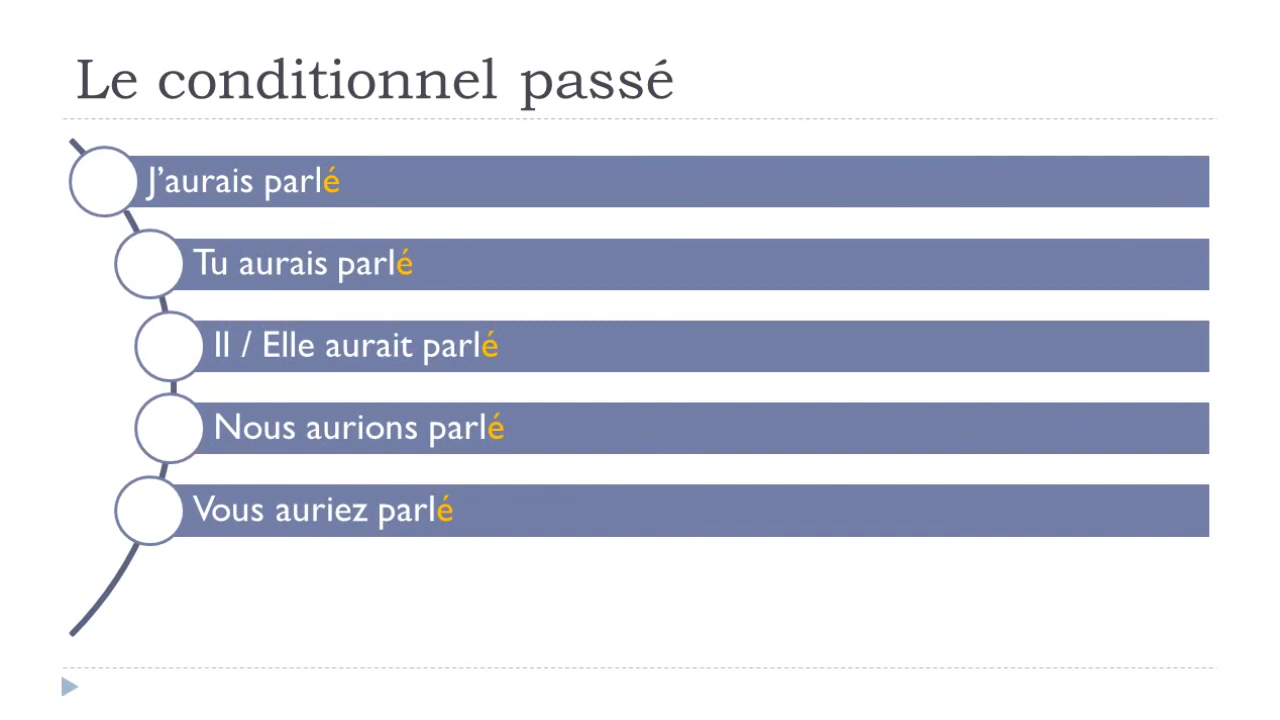 Le conditionnel passé
J’aurais parlé
Tu aurais parlé
Il / Elle aurait parlé
Nous aurions parlé
Vous auriez parlé